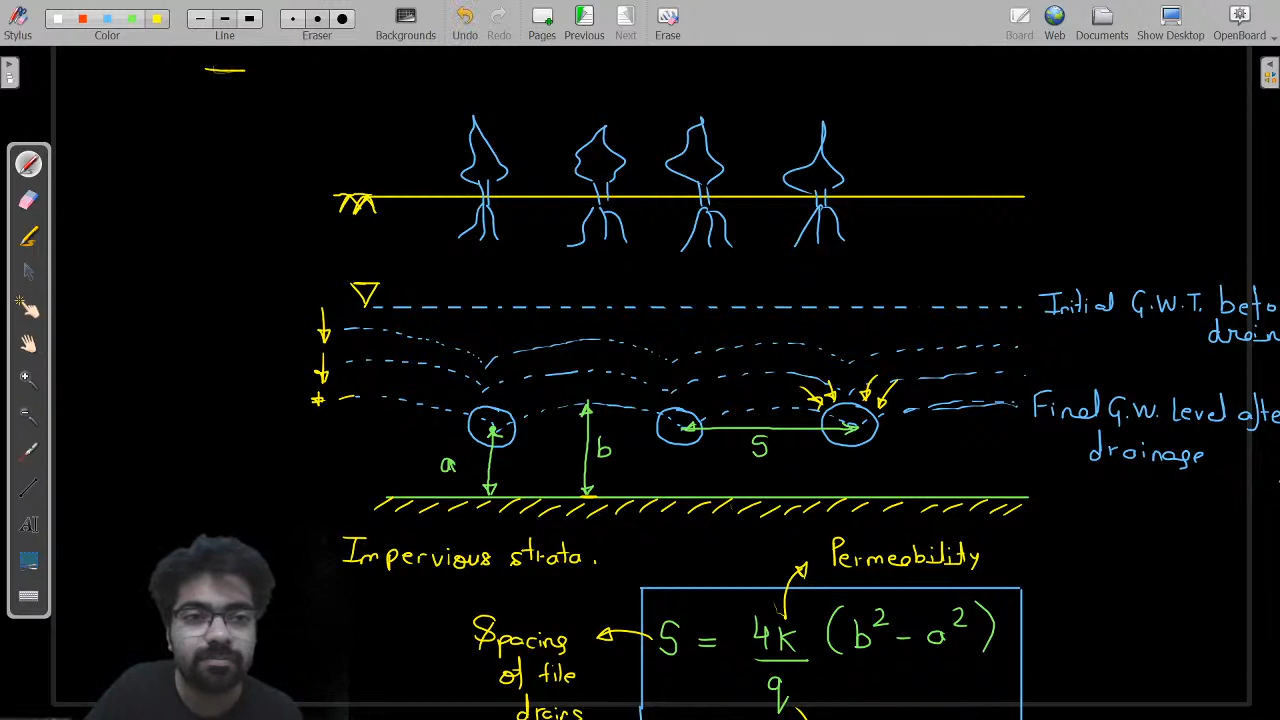 Stylus
Color
Line
Eraser
Backgrounds
Undo
Redo
Pages
Previous
Next
Erase
Board
Web
Documents
Show Desktop
OpenBoard
Initial G.W.T. befo
drain
Final G.W. Level afte
drainage
a
b
S
Impervious strata.
Permeability
Spacing
of tile
drains
S = 4k/q (b² - a²)